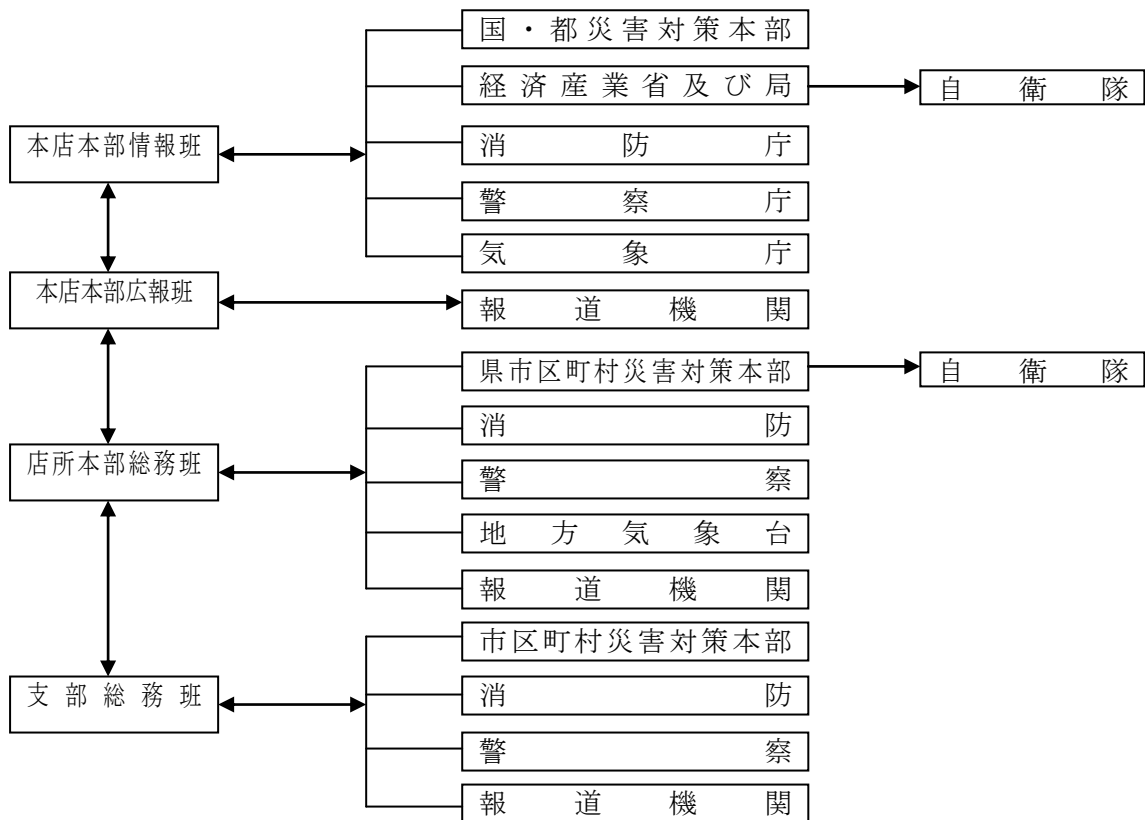 国・都災害対策本部
経済産業省及び局
自衛隊
本店本部情報班
消防庁
警察庁
気象庁
本店本部広報班
報道機関
県市区町村災害対策本部
自衛隊
消防
店所本部総務班
警察
地方気象台
報道機関
市区町村災害対策本部
支部総務班
消防
警察
報道機関